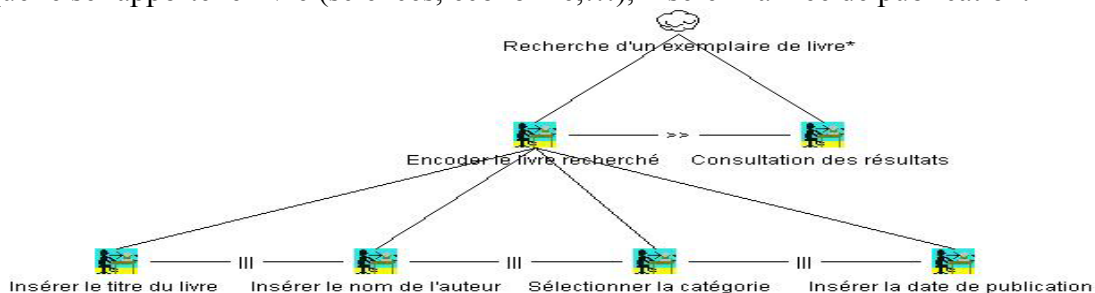 Recherche d'un exemplaire de livre*
>>
Encoder le livre recherché Consultation des résultats
III III III
Insérer le titre du livre Insérer le nom de l'auteur Sélectionner la catégorie Insérer la date de publication